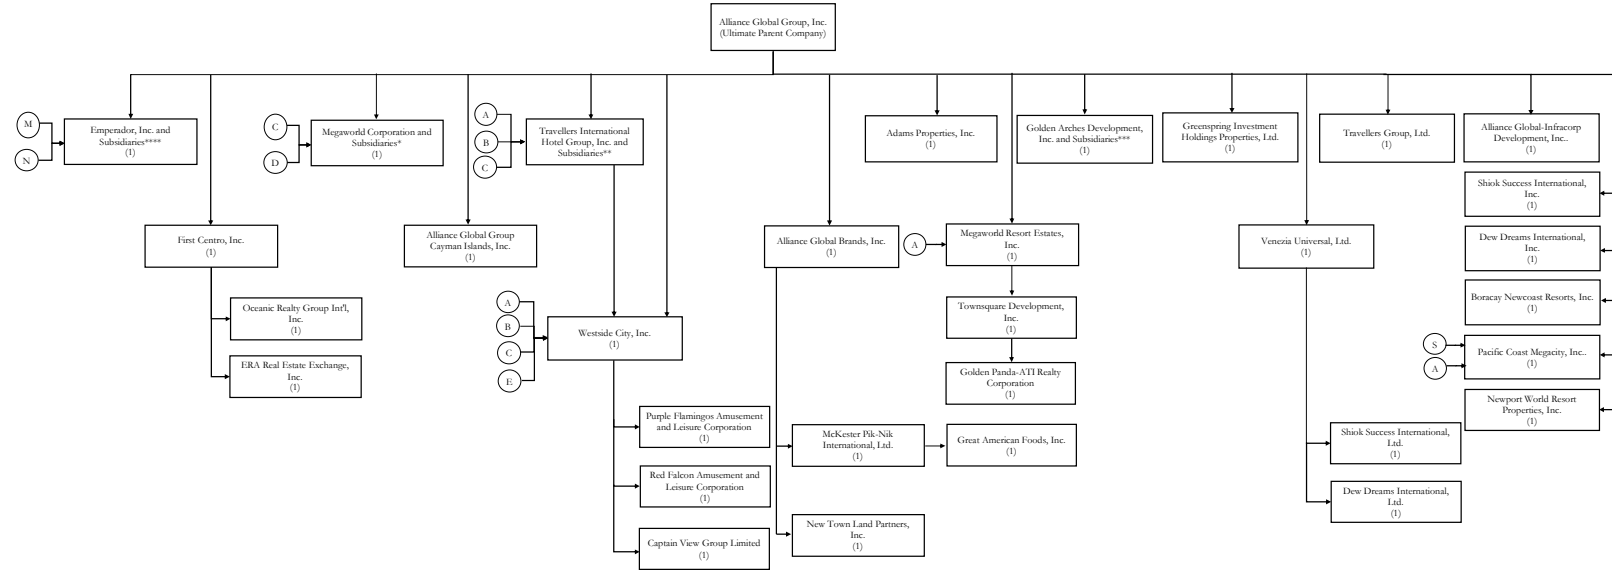 Alliance Global Group, Inc.
(Ultimate Parent Company)
M
N
Emperador, Inc. and
Subsidiaries****
(1)
C
D
Megaworld Corporation and
Subsidiaries*
(1)
A
B
C
Travellers International
Hotel Group, Inc. and
Subsidiaries**
Adams Properties, Inc.
(1)
Golden Arches Development,
Inc. and Subsidiaries***
(1)
Greenspring Investment
Holdings Properties, Ltd.
(1)
Travellers Group, Ltd.
(1)
Alliance Global-Infracorp
Development, Inc..
(1)
Shiok Success International,
Inc.
(1)
First Centro, Inc.
(1)
Alliance Global Group
Cayman Islands, Inc.
(1)
Alliance Global Brands, Inc.
(1)
A
Megaworld Resort Estates,
Inc.
(1)
Venezia Universal, Ltd.
(1)
Dew Dreams International,
Inc.
(1)
Oceanic Realty Group Int'l,
Inc.
(1)
A
B
C
E
Westside City, Inc.
(1)
Townsquare Development,
Inc.
(1)
Boracay Newcoast Resorts, Inc.
(1)
ERA Real Estate Exchange,
Inc.
(1)
Golden Panda-ATI Realty
Corporation
(1)
S
A
Pacific Coast Megacity, Inc..
(1)
Newport World Resort
Properties, Inc.
(1)
Purple Flamingos Amusement
and Leisure Corporation
(1)
McKester Pik-Nik
International, Ltd.
(1)
Great American Foods, Inc.
(1)
Shiok Success International,
Ltd.
(1)
Red Falcon Amusement and
Leisure Corporation
(1)
Dew Dreams International,
Ltd.
(1)
Captain View Group Limited
(1)
New Town Land Partners,
Inc.
(1)